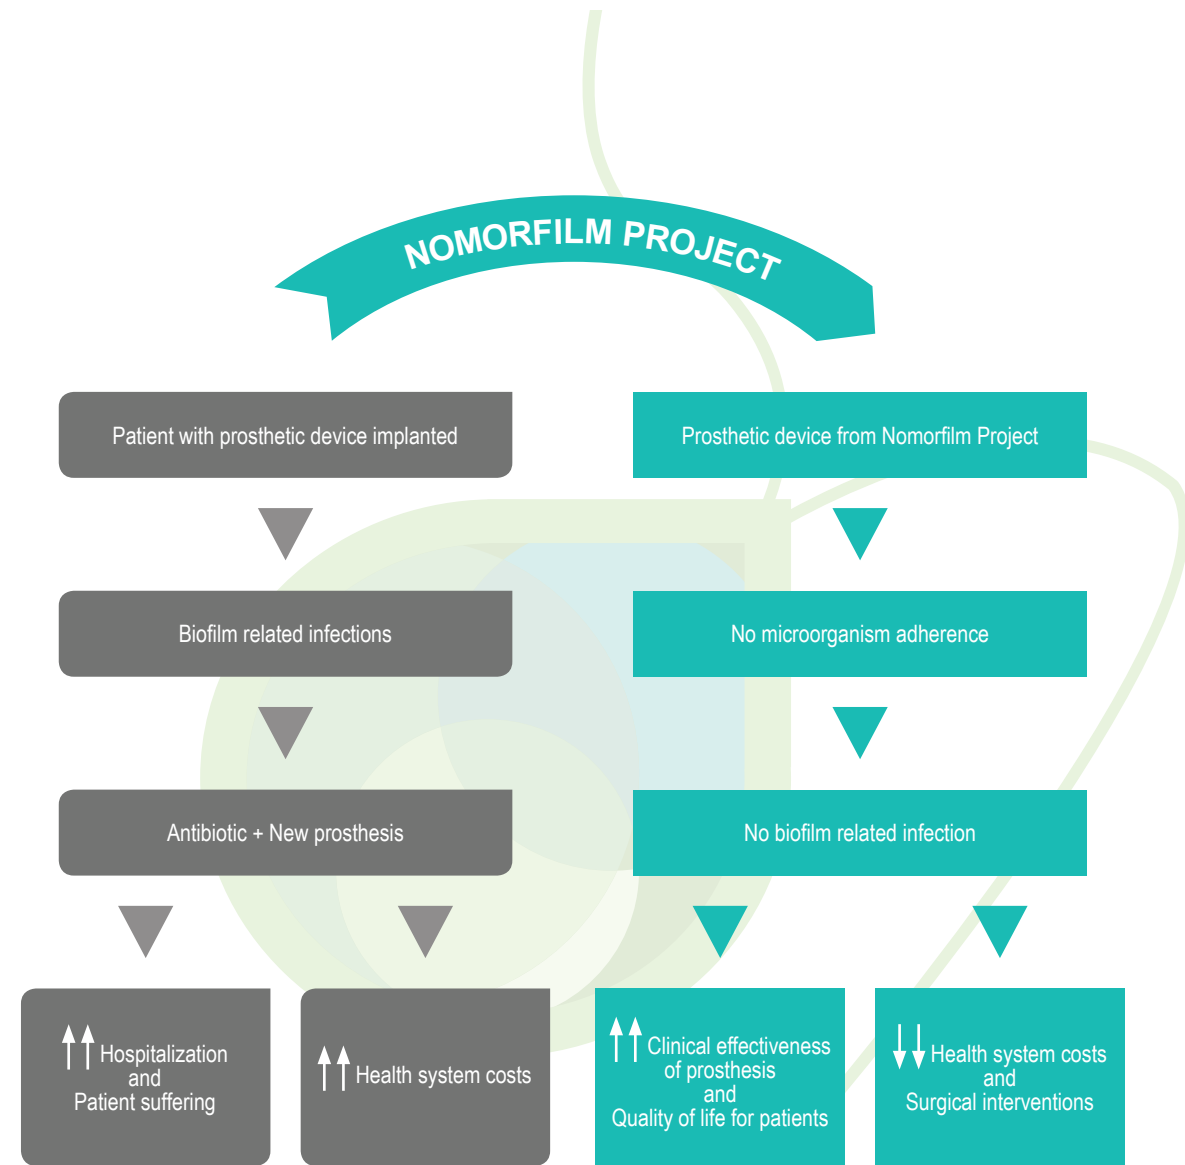 NOMORFILM PROJECT
Patient with prosthetic device implanted
Prosthetic device from Nomorfilm Project
Biofilm related infections
No microorganism adherence
Antibiotic + New prosthesis
No biofilm related infection
↑↑ Hospitalization
and
Patient suffering
↑↑ Health system costs
↑↑ Clinical effectiveness
of prosthesis
and
Quality of life for patients
↓↓ Health system costs
and
Surgical interventions